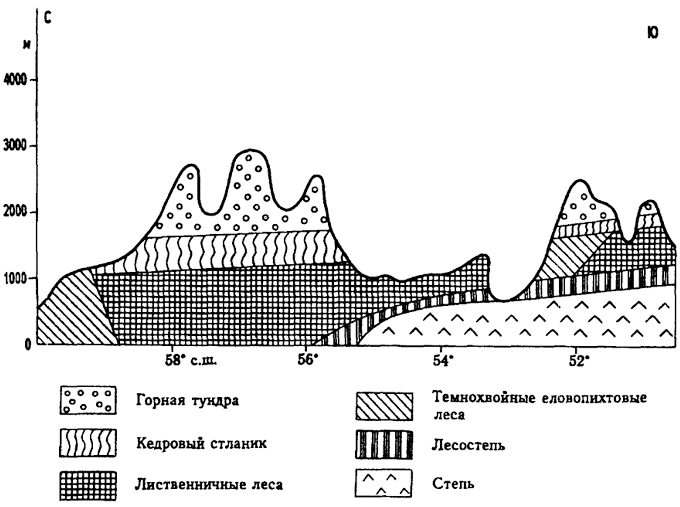 С
Ю
м
4000
3000
2000
1000
0
58° с.ш.
56°
54°
52°
Горная тундра
Кедровый стланик
Лиственничные леса
Темнохвойные еловопихтовые
леса
Лесостепь
Степь